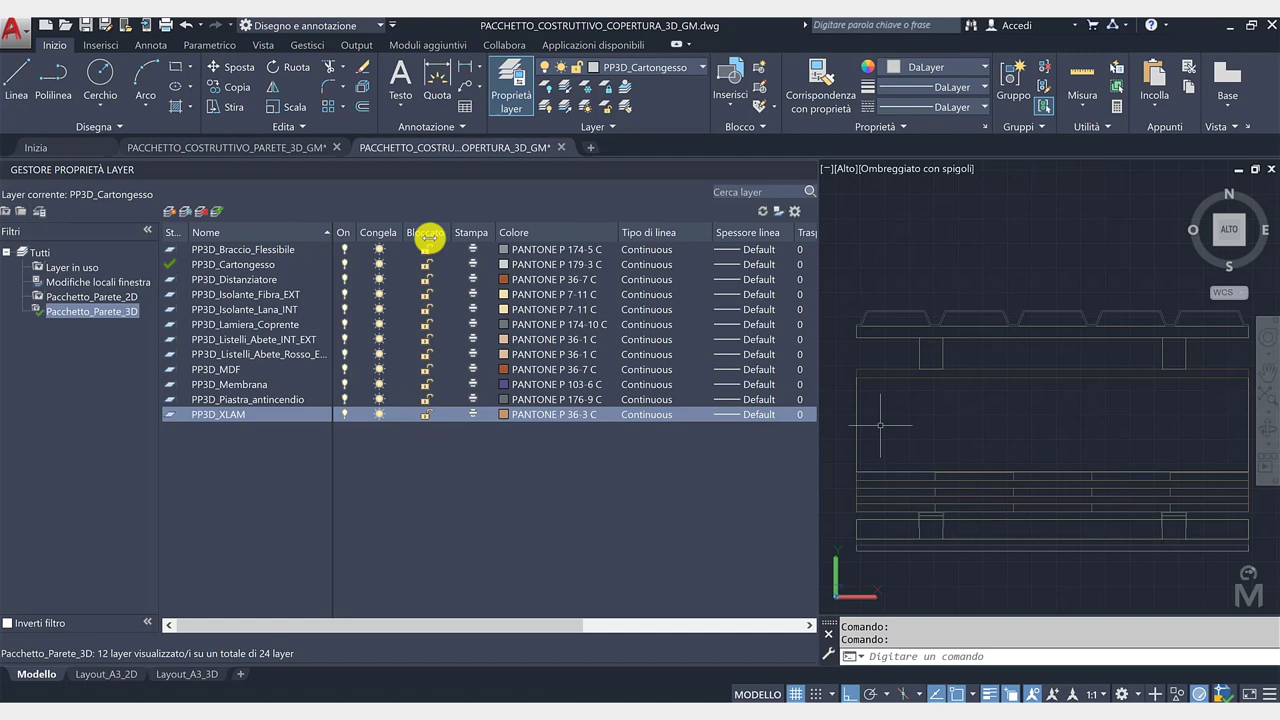 Disegno e annotazione
PACCHETTO_COSTRUTTIVO_COPERTURA_3D_GM.dwg
Digitare parola chiave o frase
Accedi
Inizio
Inserisci
Annota
Parametrico
Vista
Gestisci
Output
Moduli aggiuntivi
Collabora
Applicazioni disponibili
Linea
Polilinea
Cerchio
Arco
Sposta
Ruota
Copia
Stira
Scala
Testo
Quota
Proprietà layer
PP3D_Cartongesso
Inserisci
Corrispondenza con proprietà
DaLayer
DaLayer
DaLayer
Gruppo
Misura
Incolla
Base
Disegna
Edita
Annotazione
Layer
Blocco
Proprietà
Gruppi
Utilità
Appunti
Vista
Inizia
PACCHETTO_COSTRUTTIVO_PARETE_3D_GM*
PACCHETTO_COSTRU...OPERTURA_3D_GM*
GESTORE PROPRIETÀ LAYER
Layer corrente: PP3D_Cartongesso
Cerca layer
Filtri
Tutti
Layer in uso
Modifiche locali finestra
Pacchetto_Parete_2D
Pacchetto_Parete_3D
St... Nome On Congela Bloccato Stampa Colore Tipo di linea Spessore linea Trasp
PP3D_Braccio_Flessibile PANTONE P 174-5 C Continuous Default 0
PP3D_Cartongesso PANTONE P 179-3 C Continuous Default 0
PP3D_Distanziatore PANTONE P 36-7 C Continuous Default 0
PP3D_Isolante_Fibra_EXT PANTONE P 7-11 C Continuous Default 0
PP3D_Isolante_Lana_INT PANTONE P 7-11 C Continuous Default 0
PP3D_Lamiera_Coprente PANTONE P 174-10 C Continuous Default 0
PP3D_Listelli_Abete_INT_EXT PANTONE P 36-1 C Continuous Default 0
PP3D_Listelli_Abete_Rosso_E... PANTONE P 36-1 C Continuous Default 0
PP3D_MDF PANTONE P 36-7 C Continuous Default 0
PP3D_Membrana PANTONE P 103-6 C Continuous Default 0
PP3D_Piastra_antincendio PANTONE P 176-9 C Continuous Default 0
PP3D_XLAM PANTONE P 36-3 C Continuous Default 0
Inverti filtro
Pacchetto_Parete_3D: 12 layer visualizzato/i su un totale di 24 layer
[−][Alto][Ombreggiato con spigoli]
N
O ALTO E
S
WCS
Y
X
M
Comando:
Comando:
Digitare un comando
Modello
Layout_A3_2D
Layout_A3_3D
MODELLO
1:1